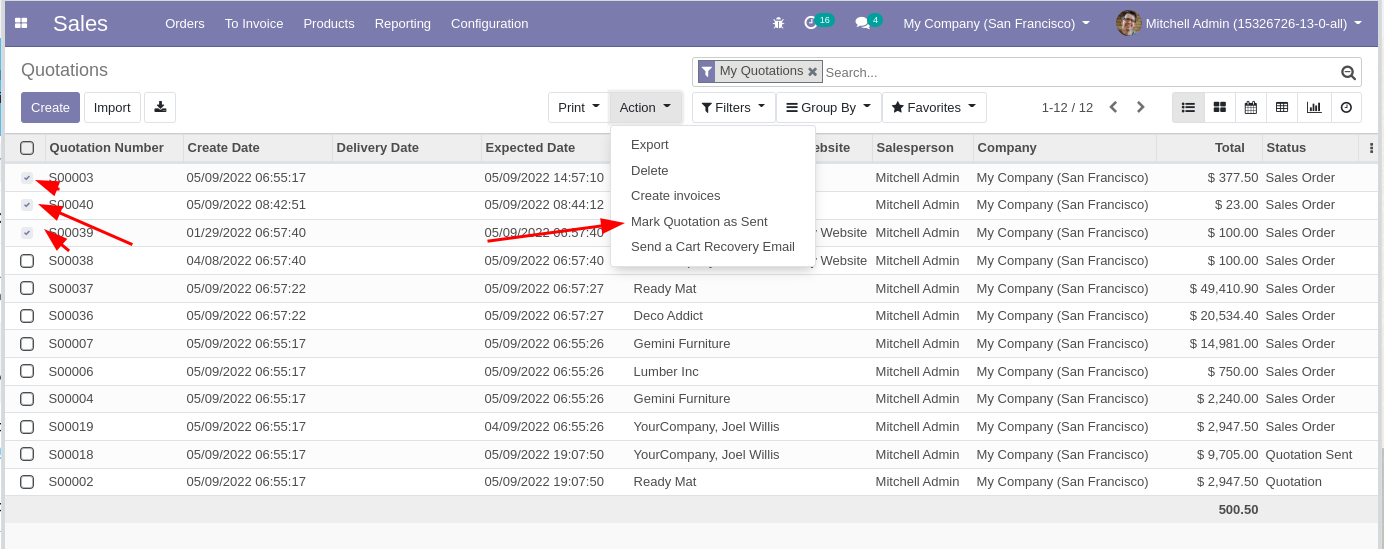 Sales Orders To Invoice Products Reporting Configuration 16 4 My Company (San Francisco) Mitchell Admin (15326726-13-0-all)
Quotations My Quotations Search...
Create Import Print Action Filters Group By Favorites 1-12 / 12
Quotation Number Create Date Delivery Date Expected Date ebsite Salesperson Company Total Status
S00003 05/09/2022 06:55:17 05/09/2022 14:57:10 Mitchell Admin My Company (San Francisco) $ 377.50 Sales Order
S00040 05/09/2022 08:42:51 05/09/2022 08:44:12 Mitchell Admin My Company (San Francisco) $ 23.00 Sales Order
S00039 01/29/2022 06:57:40 05/09/2022 06:57:40 Website Mitchell Admin My Company (San Francisco) $ 100.00 Sales Order
S00038 04/08/2022 06:57:40 05/09/2022 06:57:40 Website Mitchell Admin My Company (San Francisco) $ 100.00 Sales Order
Export
Delete
Create invoices
Mark Quotation as Sent
Send a Cart Recovery Email
S00037 05/09/2022 06:57:22 05/09/2022 06:57:27 Ready Mat Mitchell Admin My Company (San Francisco) $ 49,410.90 Sales Order
S00036 05/09/2022 06:57:22 05/09/2022 06:57:27 Deco Addict Mitchell Admin My Company (San Francisco) $ 20,534.40 Sales Order
S00007 05/09/2022 06:55:17 05/09/2022 06:55:26 Gemini Furniture Mitchell Admin My Company (San Francisco) $ 14,981.00 Sales Order
S00006 05/09/2022 06:55:17 05/09/2022 06:55:26 Lumber Inc Mitchell Admin My Company (San Francisco) $ 750.00 Sales Order
S00004 05/09/2022 06:55:17 05/09/2022 06:55:26 Gemini Furniture Mitchell Admin My Company (San Francisco) $ 2,240.00 Sales Order
S00019 05/09/2022 06:55:17 04/09/2022 06:55:26 YourCompany, Joel Willis Mitchell Admin My Company (San Francisco) $ 2,947.50 Sales Order
S00018 05/09/2022 06:55:17 05/09/2022 19:07:50 YourCompany, Joel Willis Mitchell Admin My Company (San Francisco) $ 9,705.00 Quotation Sent
S00002 05/09/2022 06:55:17 05/09/2022 19:07:50 Ready Mat Mitchell Admin My Company (San Francisco) $ 2,947.50 Quotation
500.50